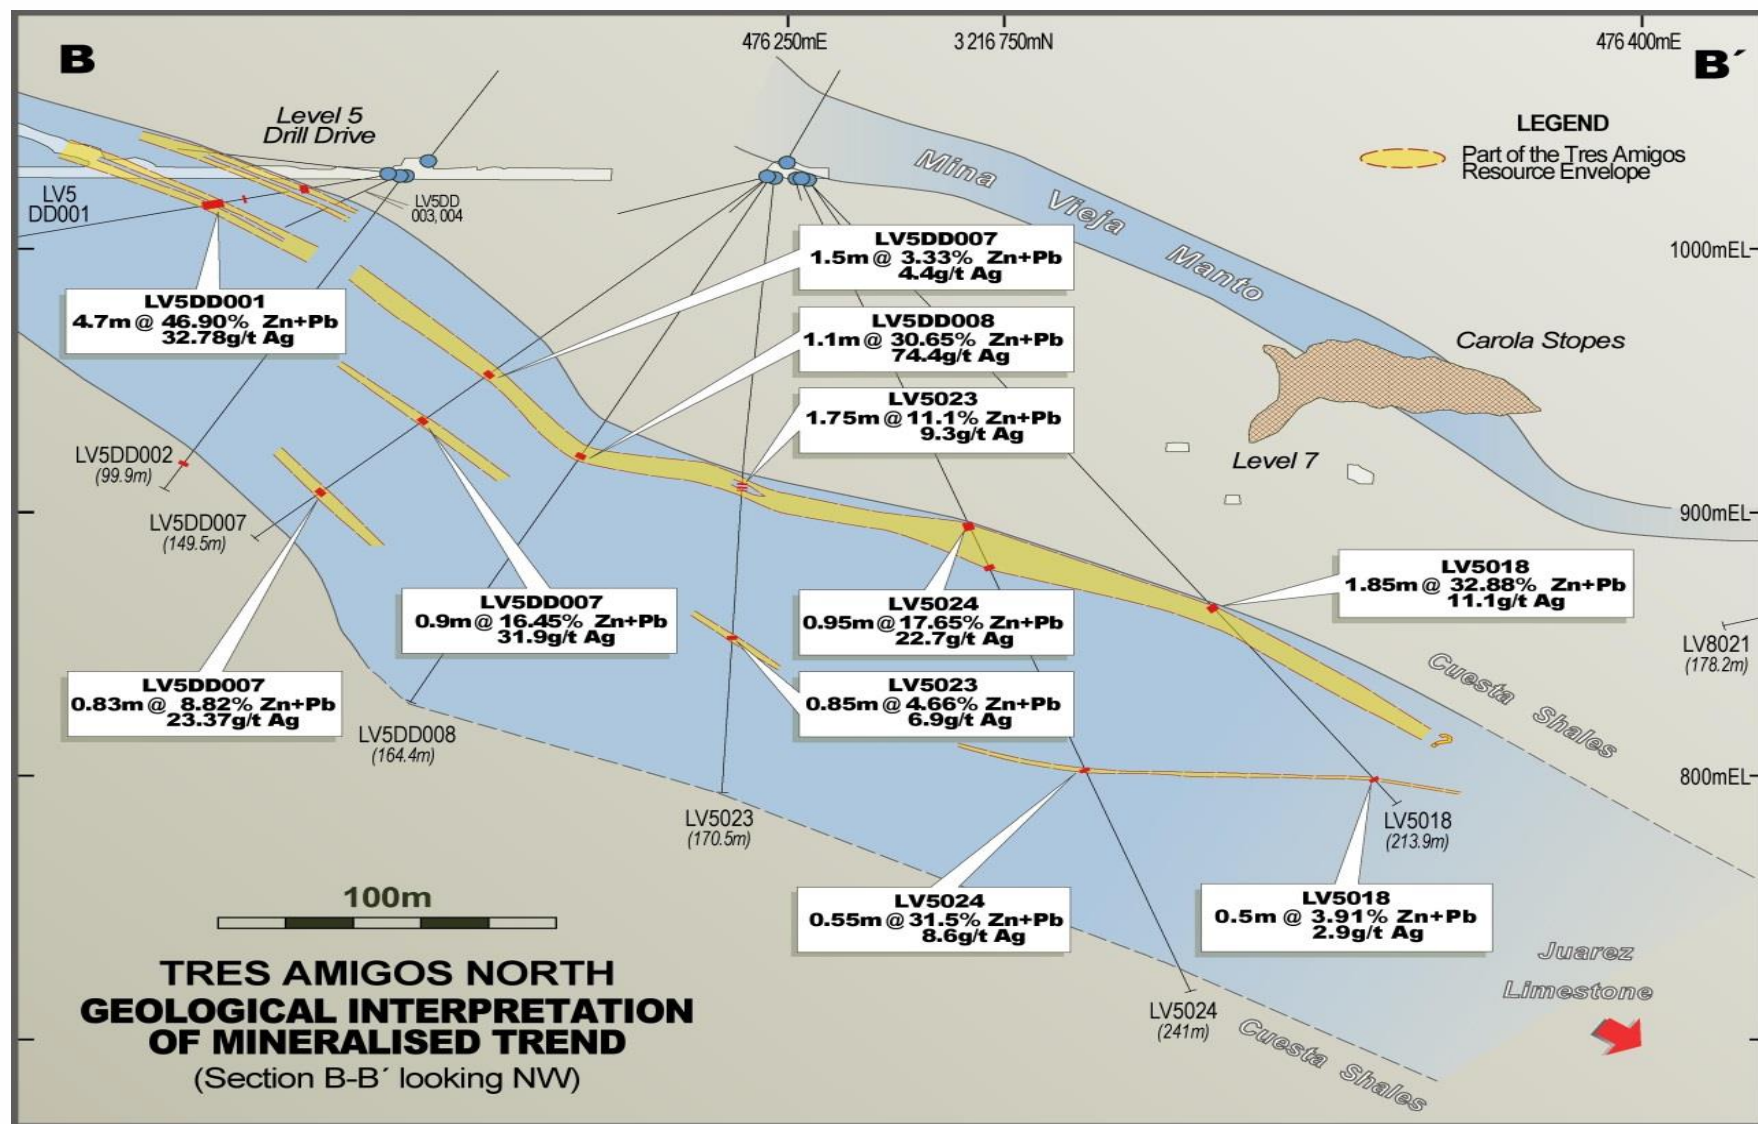 476 250mE
3 216 750mN
476 400mE
B
B´
Level 5
Drill Drive
LEGEND
Part of the Tres Amigos
Resource Envelope
Mina Vieja Manto
LV5
DD001
LV5DD
003, 004
1000mEL
LV5DD007
1.5m @ 3.33% Zn+Pb
4.4g/t Ag
LV5DD001
4.7m @ 46.90% Zn+Pb
32.78g/t Ag
LV5DD008
1.1m @ 30.65% Zn+Pb
74.4g/t Ag
Carola Stopes
LV5023
1.75m @ 11.1% Zn+Pb
9.3g/t Ag
LV5DD002
(99.9m)
Level 7
LV5DD007
(149.5m)
900mEL
LV5018
1.85m @ 32.88% Zn+Pb
11.1g/t Ag
LV5DD007
0.9m @ 16.45% Zn+Pb
31.9g/t Ag
LV5024
0.95m @ 17.65% Zn+Pb
22.7g/t Ag
LV8021
(178.2m)
Cuesta Shales
LV5DD007
0.83m @ 8.82% Zn+Pb
23.37g/t Ag
LV5023
0.85m @ 4.66% Zn+Pb
6.9g/t Ag
LV5DD008
(164.4m)
?
800mEL
LV5023
(170.5m)
LV5018
(213.9m)
100m
LV5024
0.55m @ 31.5% Zn+Pb
8.6g/t Ag
LV5018
0.5m @ 3.91% Zn+Pb
2.9g/t Ag
Juarez
Limestone
TRES AMIGOS NORTH
GEOLOGICAL INTERPRETATION
OF MINERALISED TREND
(Section B-B´ looking NW)
LV5024
(241m)
Cuesta Shales